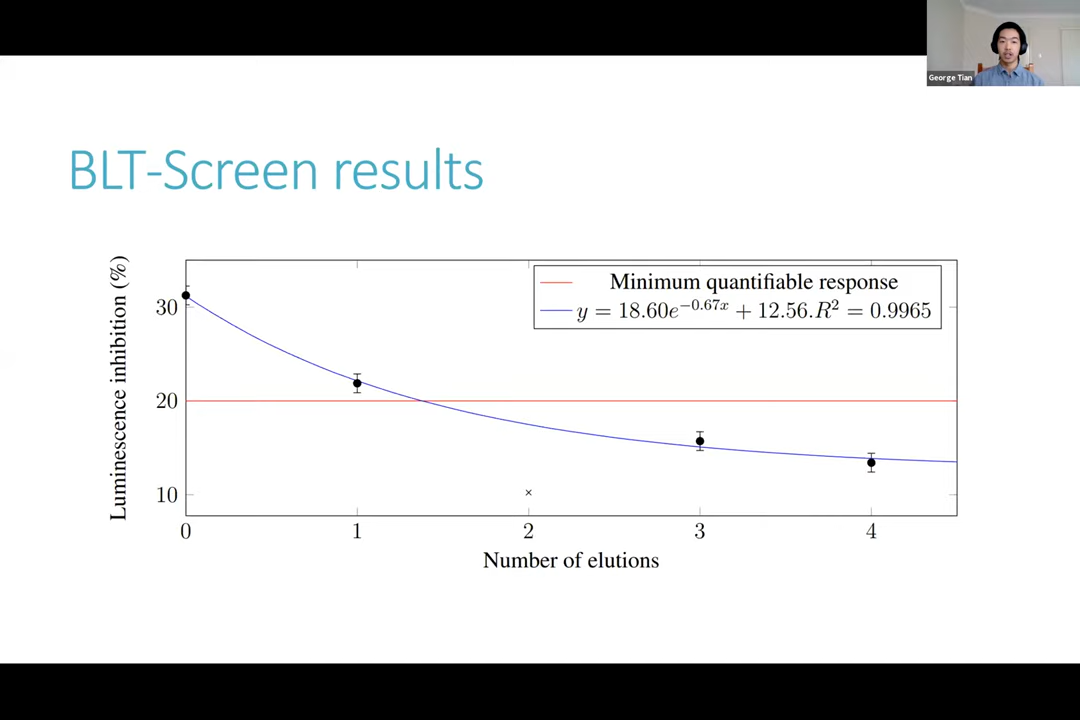 George Tian
BLT-Screen results
Luminescence inhibition (%)
30
20
10
Minimum quantifiable response
y = 18.60e^{−0.67x} + 12.56.R² = 0.9965
0 1 2 3 4
Number of elutions